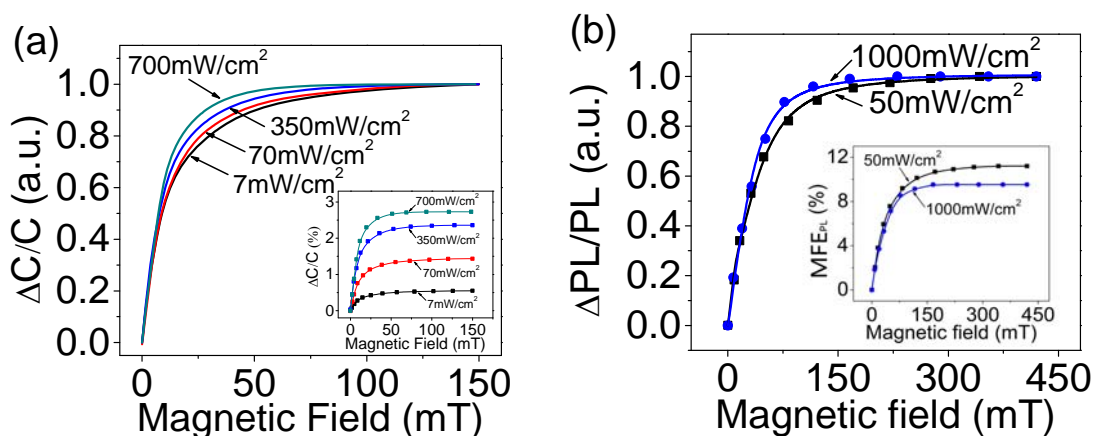 (a)
700mW/cm²
350mW/cm²
70mW/cm²
7mW/cm²
ΔC/C (a.u.)
1.0
0.8
0.6
0.4
0.2
0.0
0 50 100 150
Magnetic Field (mT)
ΔC/C (%)
3
2
1
0
700mW/cm²
350mW/cm²
70mW/cm²
7mW/cm²
0 25 50 75 100 125 150
Magnetic Field (mT)
(b)
1000mW/cm²
50mW/cm²
ΔPL/PL (a.u.)
1.0
0.8
0.6
0.4
0.2
0.0
0 150 300 450
Magnetic field (mT)
MFE_PL (%)
12
8
4
0
50mW/cm²
1000mW/cm²
0 150 300 450
Magnetic field (mT)